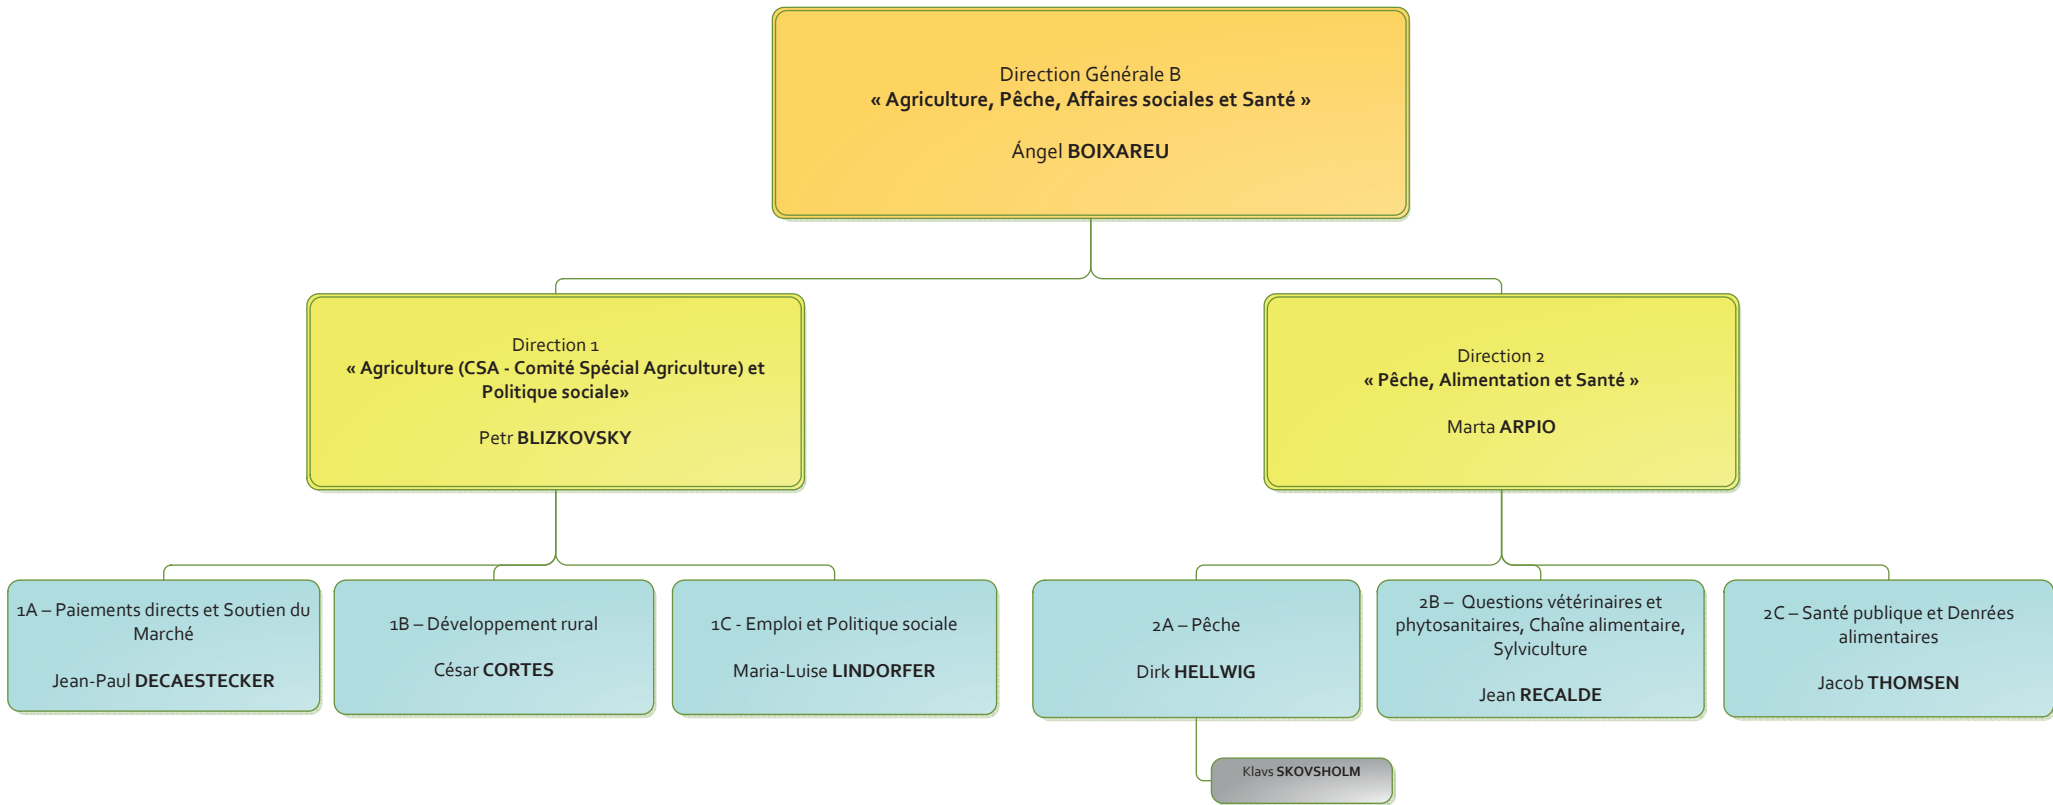 Direction Générale B
« Agriculture, Pêche, Affaires sociales et Santé »
Ángel BOIXAREU
Direction 1
« Agriculture (CSA - Comité Spécial Agriculture) et
Politique sociale»
Petr BLIZKOVSKY
Direction 2
« Pêche, Alimentation et Santé »
Marta ARPIO
1A – Paiements directs et Soutien du
Marché
Jean-Paul DECAESTECKER
1B – Développement rural
César CORTES
1C - Emploi et Politique sociale
Maria-Luise LINDORFER
2A – Pêche
Dirk HELLWIG
2B – Questions vétérinaires et
phytosanitaires, Chaîne alimentaire,
Sylviculture
Jean RECALDE
2C – Santé publique et Denrées
alimentaires
Jacob THOMSEN
Klavs SKOVSHOLM